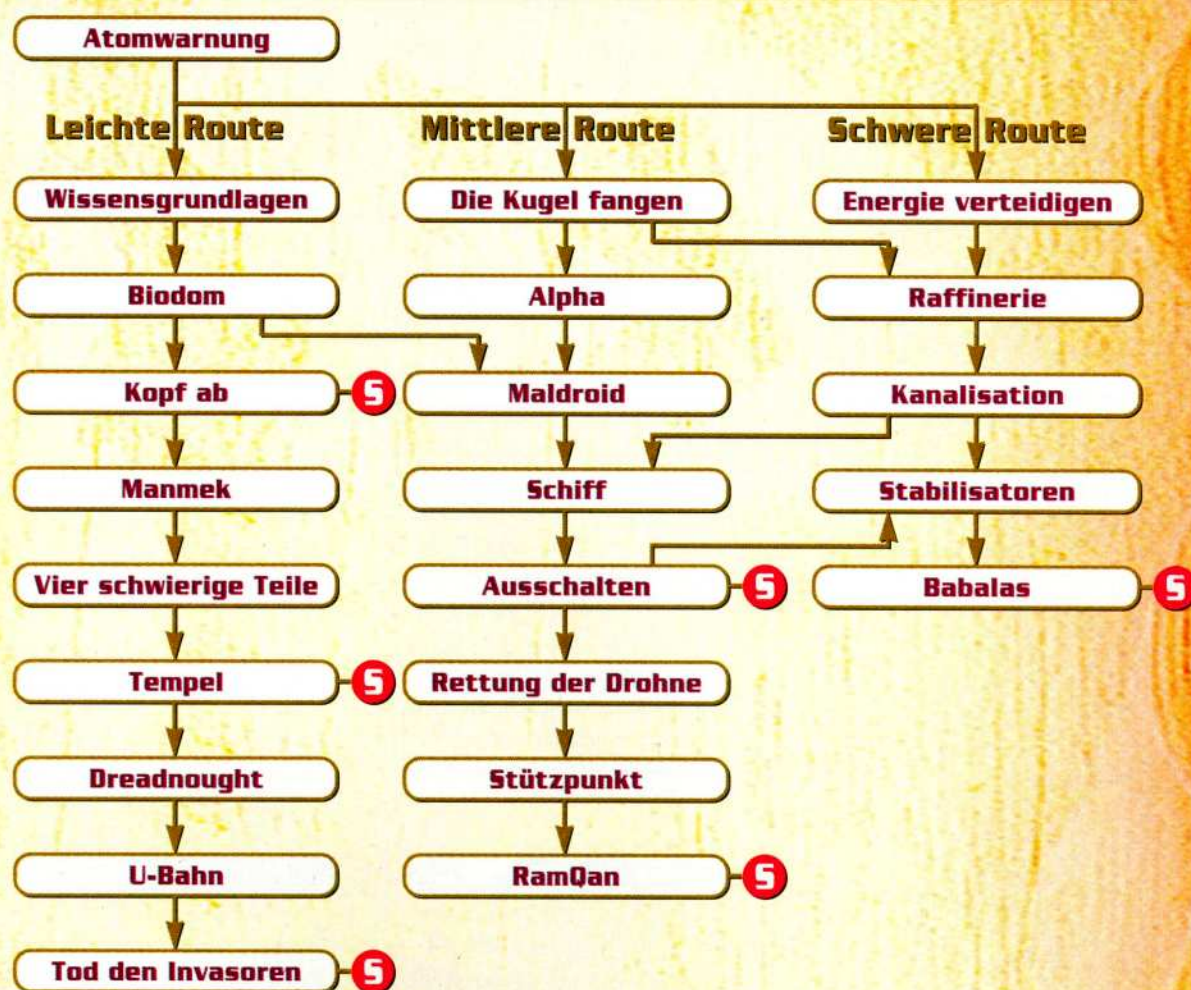 Atomwarnung
Leichte Route
Mittlere Route
Schwere Route
Wissensgrundlagen
Die Kugel fangen
Energie verteidigen
Biodom
Alpha
Raffinerie
Kopf ab
S
Maldroid
Kanalisation
Manmek
Schiff
Stabilisatoren
Vier schwierige Teile
Ausschalten
S
Babalas
S
Tempel
S
Rettung der Drohne
Dreadnought
Stützpunkt
U-Bahn
RamQan
S
Tod den Invasoren
S